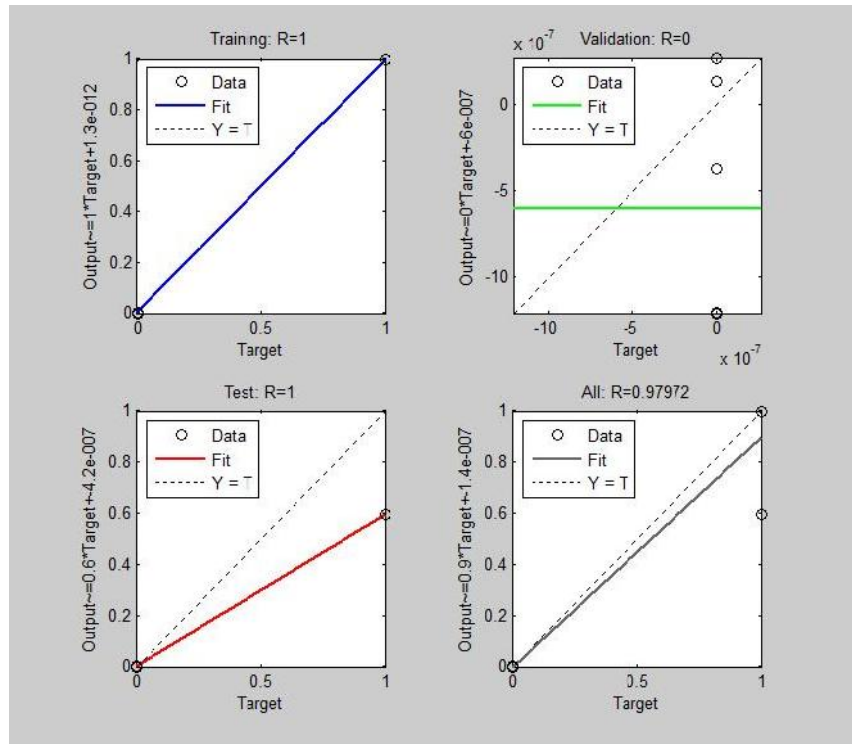 Training: R=1
Output~=1*Target+1.3e-012
1
0.8
0.6
0.4
0.2
0
Data
Fit
Y = T
0
0.5
1
Target
x 10^-7
Validation: R=0
Output~=0*Target+-6e-007
0
-5
-10
Data
Fit
Y = T
-10
-5
0
Target
x 10^-7
Test: R=1
Output~=0.6*Target+-4.2e-007
1
0.8
0.6
0.4
0.2
0
Data
Fit
Y = T
0
0.5
1
Target
All: R=0.97972
Output~=0.9*Target+-1.4e-007
1
0.8
0.6
0.4
0.2
0
Data
Fit
Y = T
0
0.5
1
Target